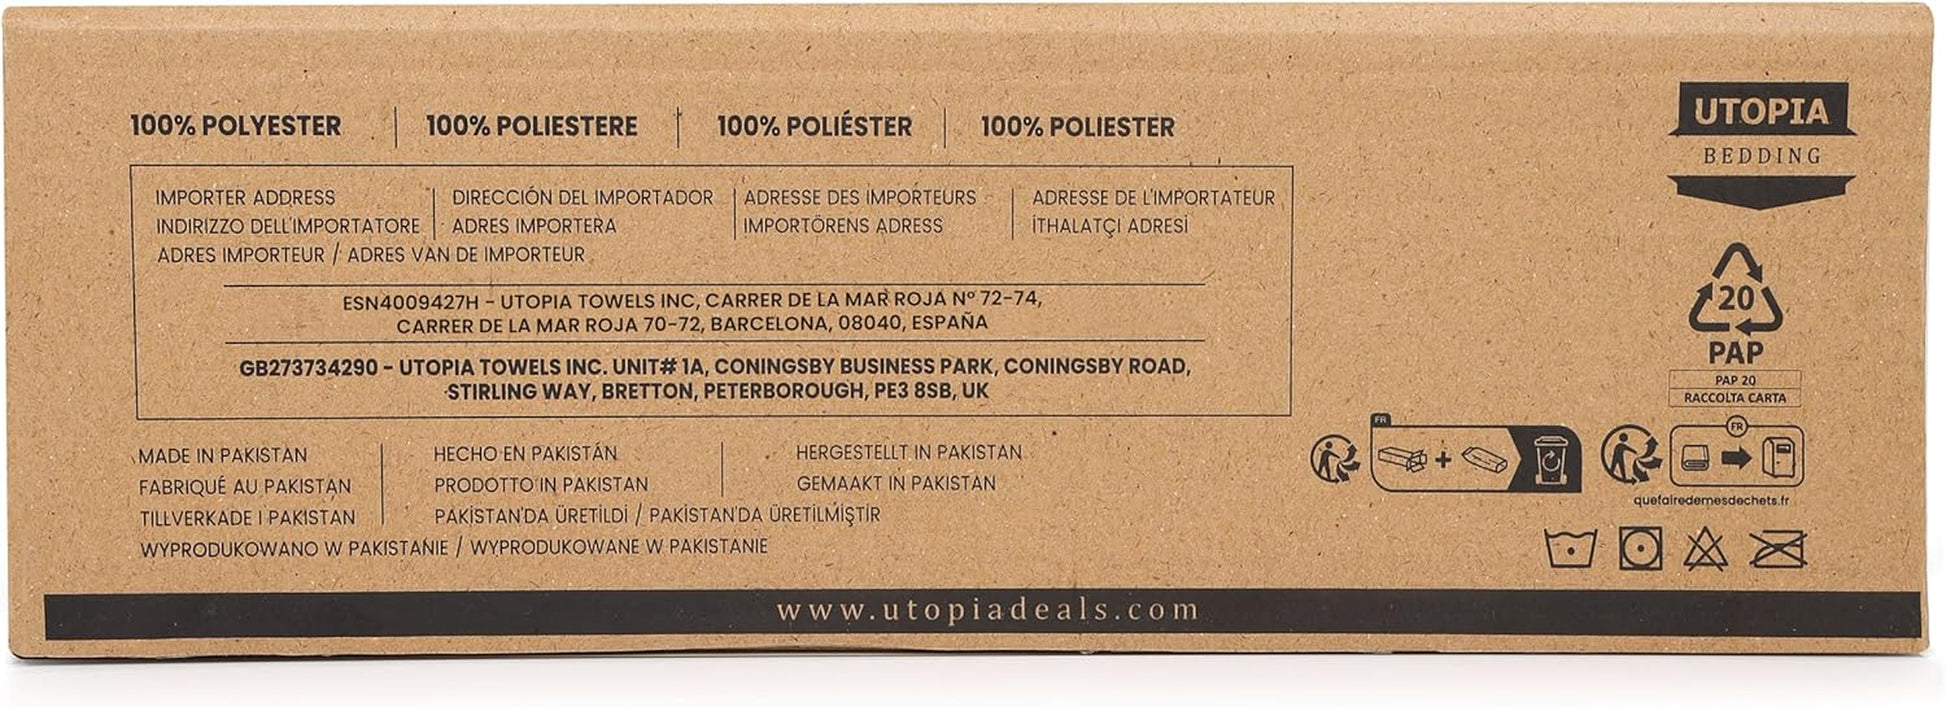 100% POLYESTER | 100% POLIESTERE | 100% POLIÉSTER | 100% POLIESTER
UTOPIA
BEDDING
IMPORTER ADDRESS | DIRECCIÓN DEL IMPORTADOR | ADRESSE DES IMPORTEURS | ADRESSE DE L'IMPORTATEUR
INDIRIZZO DELL'IMPORTATORE | ADRES IMPORTERA | IMPORTÖRENS ADRESS | İTHALATÇI ADRESİ
ADRES IMPORTEUR / ADRES VAN DE IMPORTEUR
ESN4009427H - UTOPIA TOWELS INC, CARRER DE LA MAR ROJA Nº 72-74,
CARRER DE LA MAR ROJA 70-72, BARCELONA, 08040, ESPAÑA
GB273734290 - UTOPIA TOWELS INC. UNIT# 1A, CONINGSBY BUSINESS PARK, CONINGSBY ROAD,
STIRLING WAY, BRETTON, PETERBOROUGH, PE3 8SB, UK
20
PAP
PAP 20
RACCOLTA CARTA
MADE IN PAKISTAN | HECHO EN PAKISTÁN | HERGESTELLT IN PAKISTAN
FABRIQUÉ AU PAKISTAN | PRODOTTO IN PAKISTAN | GEMAAKT IN PAKISTAN
TILLVERKADE I PAKISTAN | PAKİSTAN'DA ÜRETİLDİ / PAKİSTAN'DA ÜRETİLMİŞTİR
WYPRODUKOWANO W PAKISTANIE / WYPRODUKOWANE W PAKISTANIE
FR
FR
quefairedemesdechets.fr
www.utopiadeals.com